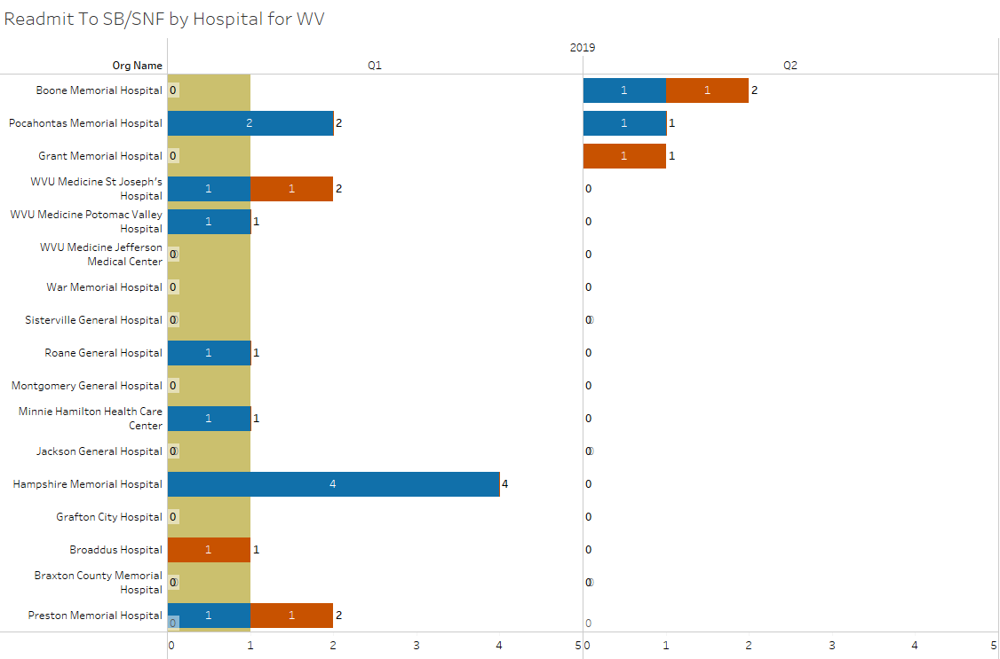 Readmit To SB/SNF by Hospital for WV
2019
Org Name Q1 Q2
Boone Memorial Hospital 0 1 1 2
Pocahontas Memorial Hospital 2 2 1 1
Grant Memorial Hospital 0 1 1
WVU Medicine St Joseph's
Hospital 1 1 2 0
WVU Medicine Potomac Valley
Hospital 1 1 0
WVU Medicine Jefferson
Medical Center 0 0
War Memorial Hospital 0 0
Sisterville General Hospital 0 0
Roane General Hospital 1 1 0
Montgomery General Hospital 0 0
Minnie Hamilton Health Care
Center 1 1 0
Jackson General Hospital 0 0
Hampshire Memorial Hospital 4 4 0
Grafton City Hospital 0 0
Broaddus Hospital 1 1 0
Braxton County Memorial
Hospital 0 0
Preston Memorial Hospital 1 1 2
0 0
0 1 2 3 4 5 0 1 2 3 4 5